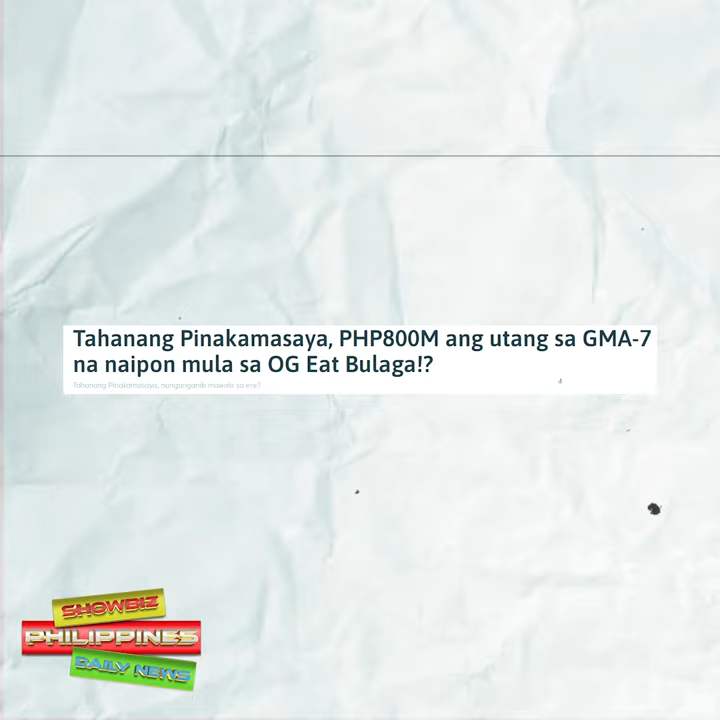 Tahanang Pinakamasaya, PHP800M ang utang sa GMA-7
na naipon mula sa OG Eat Bulaga!?
Tahanang Pinakamasaya, nanganganib mawala sa ere?
SHOWBIZ
PHILIPPINES
DAILY NEWS